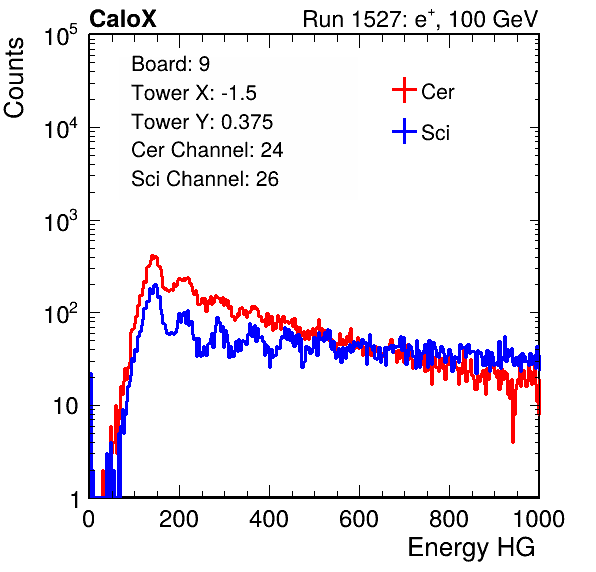 CaloX Run 1527: e⁺, 100 GeV
Counts
Board: 9
Tower X: -1.5
Tower Y: 0.375
Cer Channel: 24
Sci Channel: 26
Cer
Sci
10⁵
10⁴
10³
10²
10
1
0 200 400 600 800 1000
Energy HG